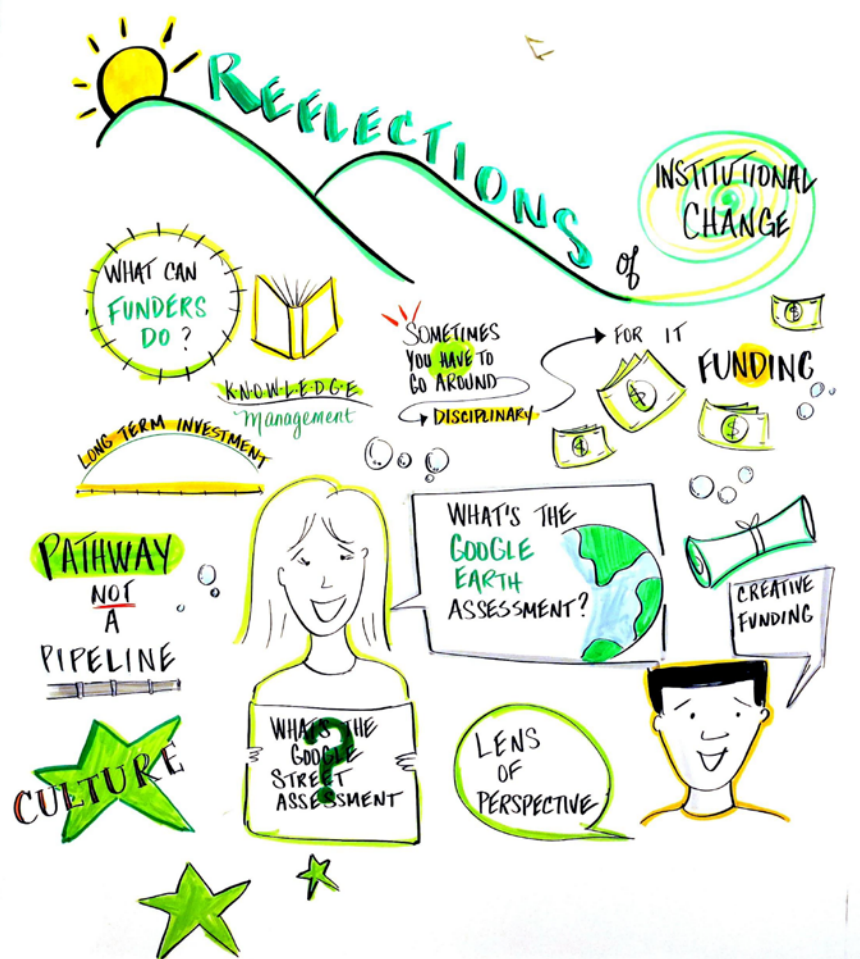 REFLECTIONS
of
INSTITUTIONAL
CHANGE
WHAT CAN
FUNDERS
DO?
K·N·O·W·L·E·D·G·E
Management
SOMETIMES
YOU HAVE TO
GO AROUND
DISCIPLINARY
FOR IT
FUNDING
$
$
$
$
LONG TERM INVESTMENT
PATHWAY
NOT
A
PIPELINE
WHAT'S THE
GOOGLE
EARTH
ASSESSMENT?
CREATIVE
FUNDING
CULTURE
?
WHATS THE
GOOGLE
STREET
ASSESSMENT
LENS
OF
PERSPECTIVE